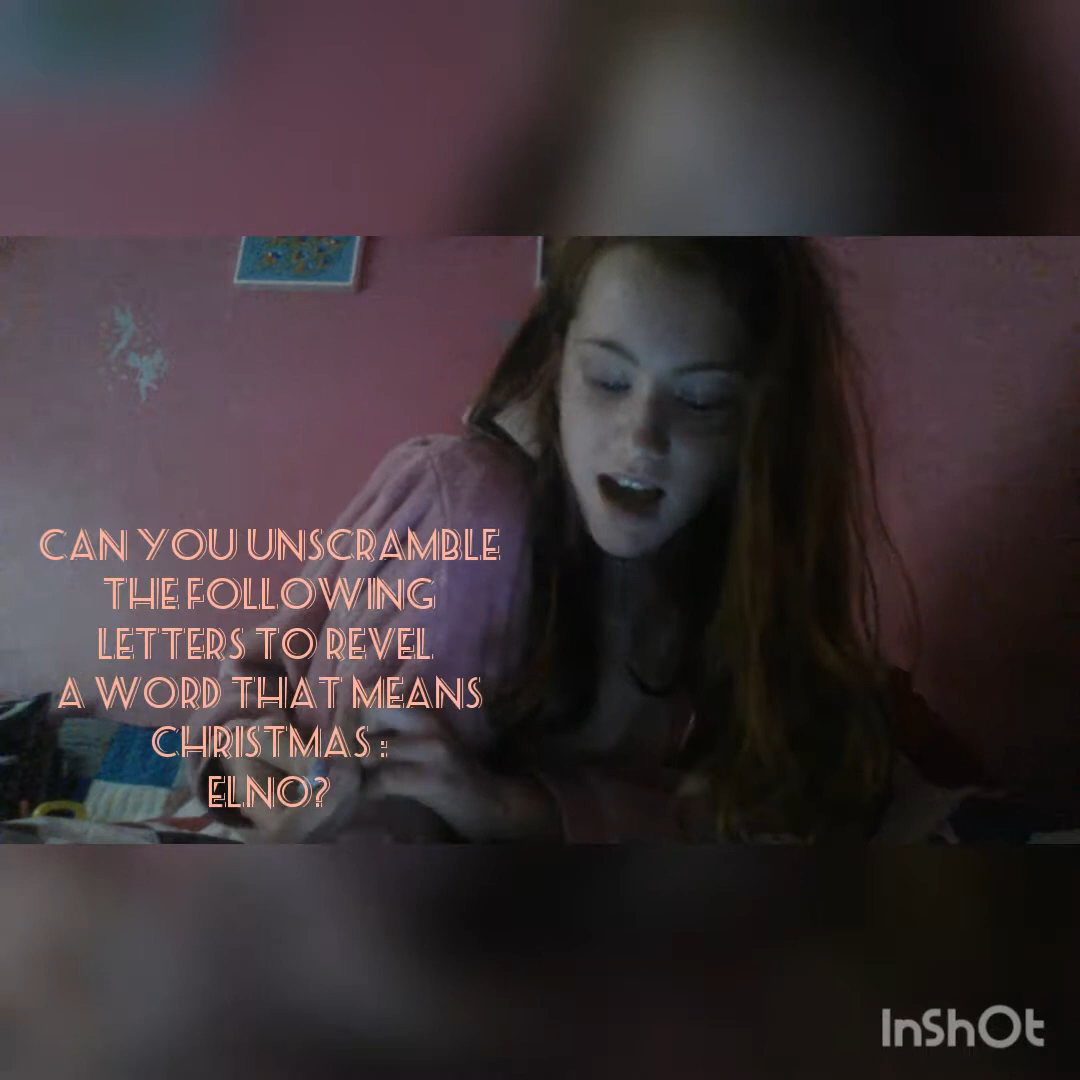 CAN YOU UNSCRAMBLE
THE FOLLOWING
LETTERS TO REVEL
A WORD THAT MEANS
CHRISTMAS :
ELNO?
InShOt